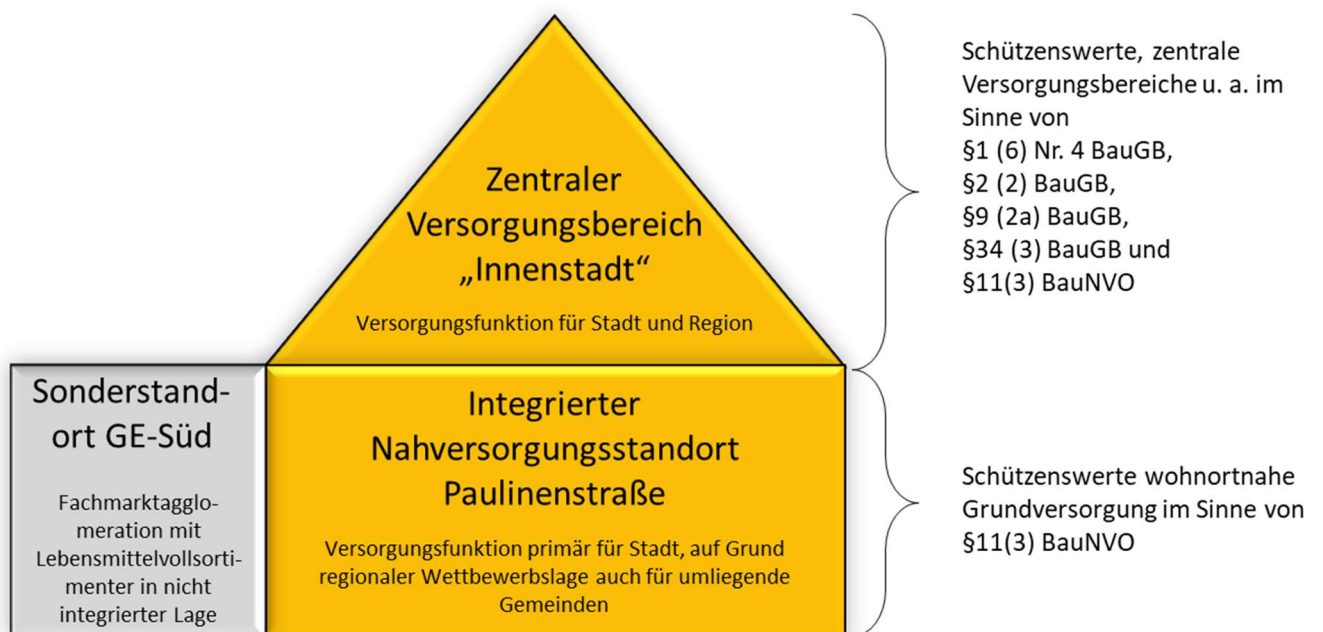 Zentraler
Versorgungsbereich
„Innenstadt“
Versorgungsfunktion für Stadt und Region
Schützenswerte, zentrale
Versorgungsbereiche u. a. im
Sinne von
§1 (6) Nr. 4 BauGB,
§2 (2) BauGB,
§9 (2a) BauGB,
§34 (3) BauGB und
§11(3) BauNVO
Sonderstand-
ort GE-Süd
Fachmarktagglo-
meration mit
Lebensmittelvollsorti-
menter in nicht
integrierter Lage
Integrierter
Nahversorgungsstandort
Paulinenstraße
Versorgungsfunktion primär für Stadt, auf Grund
regionaler Wettbewerbslage auch für umliegende
Gemeinden
Schützenswerte wohnortnahe
Grundversorgung im Sinne von
§11(3) BauNVO